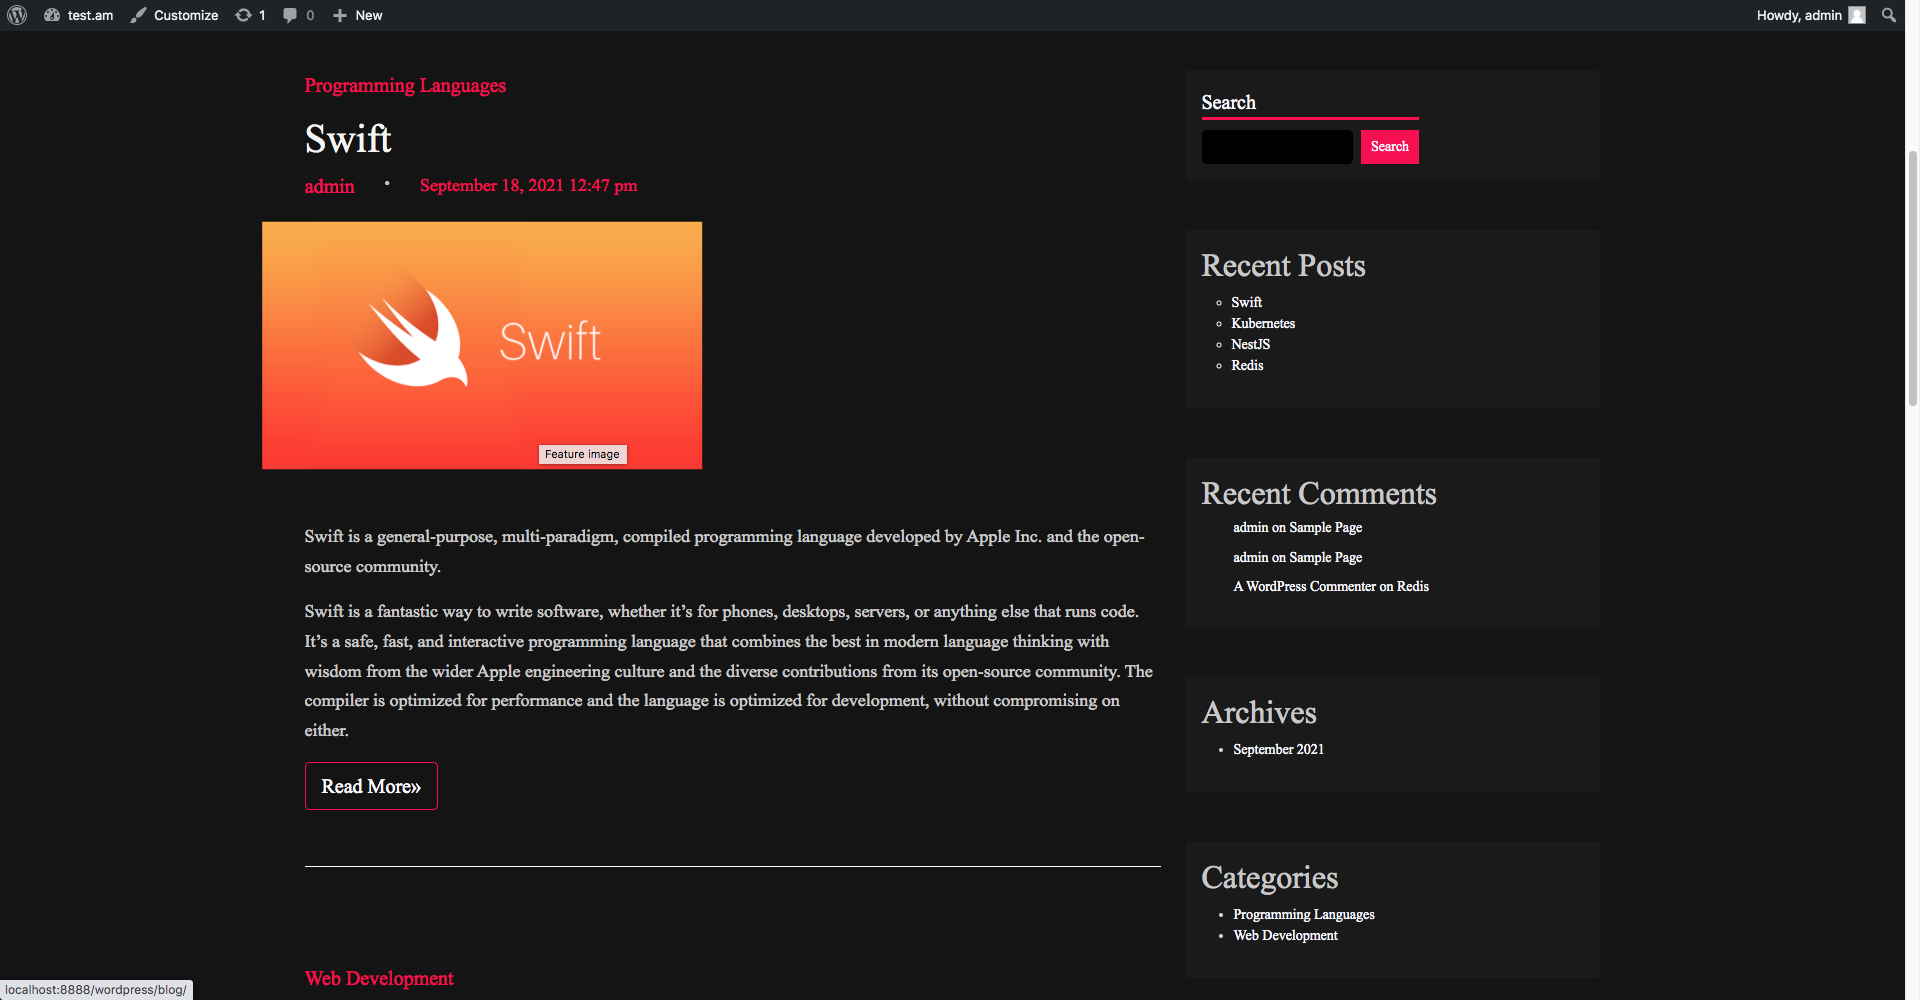 test.am
Customize
1
0
New
Howdy, admin
Programming Languages
Swift
admin • September 18, 2021 12:47 pm
Swift
Feature image
Swift is a general-purpose, multi-paradigm, compiled programming language developed by Apple Inc. and the open-
source community.
Swift is a fantastic way to write software, whether it’s for phones, desktops, servers, or anything else that runs code.
It’s a safe, fast, and interactive programming language that combines the best in modern language thinking with
wisdom from the wider Apple engineering culture and the diverse contributions from its open-source community. The
compiler is optimized for performance and the language is optimized for development, without compromising on
either.
Read More»
Web Development
Search
Search
Recent Posts
Swift
Kubernetes
NestJS
Redis
Recent Comments
admin on Sample Page
admin on Sample Page
A WordPress Commenter on Redis
Archives
September 2021
Categories
Programming Languages
Web Development
localhost:8888/wordpress/blog/